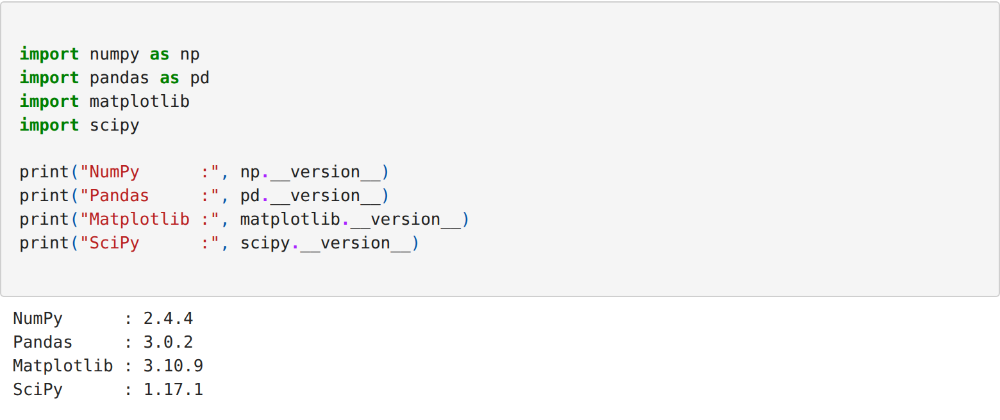 import numpy as np
import pandas as pd
import matplotlib
import scipy

print("NumPy      :", np.__version__)
print("Pandas     :", pd.__version__)
print("Matplotlib :", matplotlib.__version__)
print("SciPy      :", scipy.__version__)

NumPy      : 2.4.4
Pandas     : 3.0.2
Matplotlib : 3.10.9
SciPy      : 1.17.1